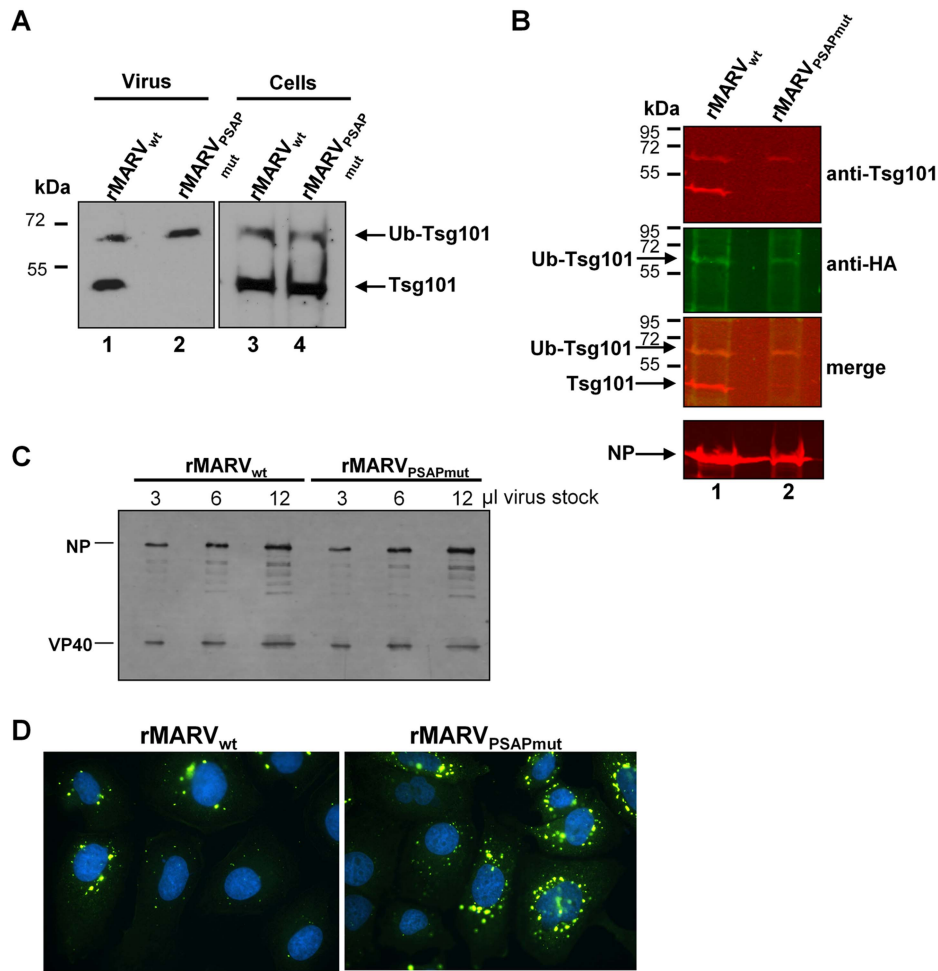 A
Virus
Cells
rMARVwt
rMARVPSAP mut
rMARVwt
rMARVPSAP mut
kDa
72
55
Ub-Tsg101
Tsg101
1
2
3
4
B
rMARVwt
rMARVPSAPmut
kDa
95
72
55
anti-Tsg101
95
72
55
Ub-Tsg101
anti-HA
95
72
55
Ub-Tsg101
Tsg101
merge
NP
1
2
C
rMARVwt
rMARVPSAPmut
3 6 12 3 6 12 µl virus stock
NP
VP40
D
rMARVwt
rMARVPSAPmut